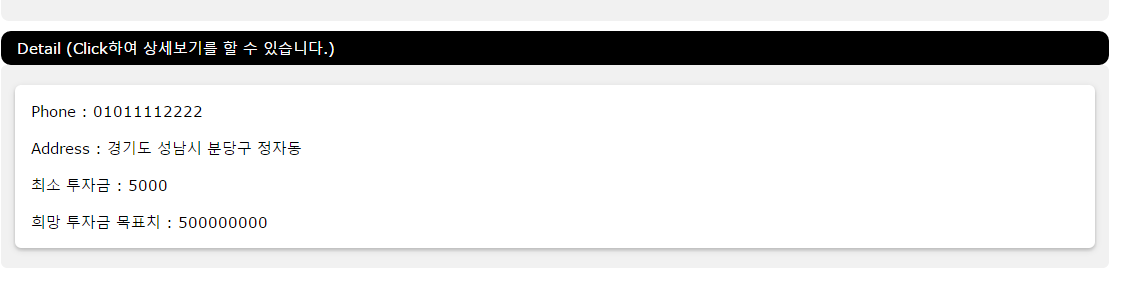 Detail (Click하여 상세보기를 할 수 있습니다.)
Phone : 01011112222
Address : 경기도 성남시 분당구 정자동
최소 투자금 : 5000
희망 투자금 목표치 : 500000000